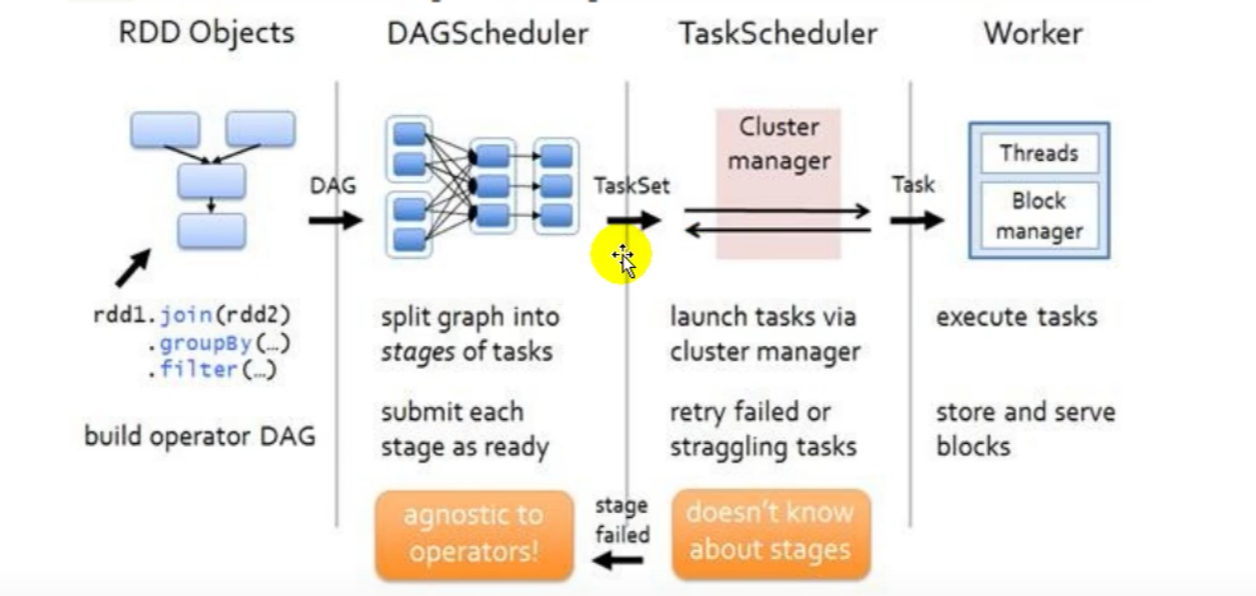 RDD Objects
DAGScheduler
TaskScheduler
Worker
DAG
TaskSet
Cluster
manager
Task
Threads
Block
manager
rdd1.join(rdd2)
.groupBy(…)
.filter(…)
build operator DAG
split graph into
stages of tasks
submit each
stage as ready
agnostic to
operators!
launch tasks via
cluster manager
retry failed or
straggling tasks
stage
failed
doesn't know
about stages
execute tasks
store and serve
blocks